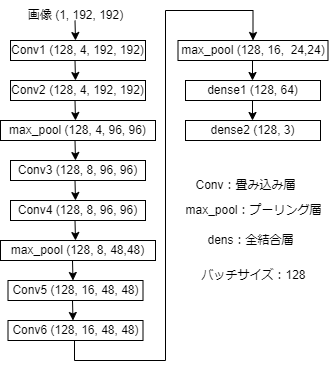 画像 (1, 192, 192)
Conv1 (128, 4, 192, 192)
Conv2 (128, 4, 192, 192)
max_pool (128, 4, 96, 96)
Conv3 (128, 8, 96, 96)
Conv4 (128, 8, 96, 96)
max_pool (128, 8, 48,48)
Conv5 (128, 16, 48, 48)
Conv6 (128, 16, 48, 48)
max_pool (128, 16,  24,24)
dense1 (128, 64)
dense2 (128, 3)
Conv：畳み込み層
max_pool：プーリング層
dens：全結合層
バッチサイズ：128